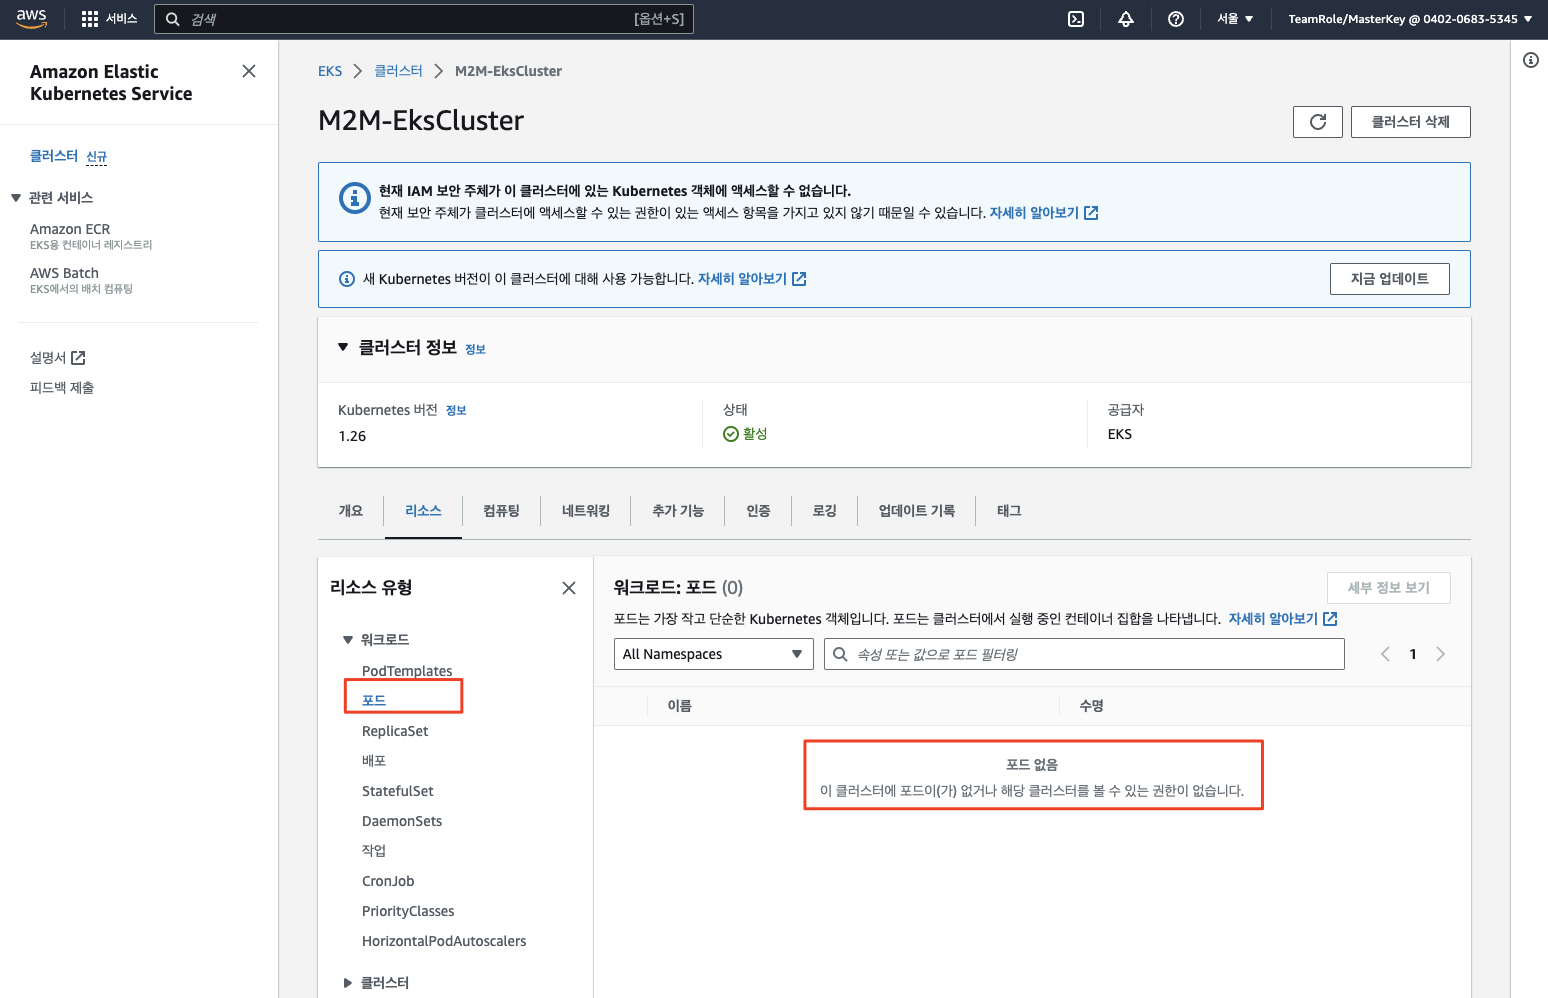 aws
서비스
검색
[옵션+S]
서울
TeamRole/MasterKey @ 0402-0683-5345
Amazon Elastic
Kubernetes Service
클러스터 신규
관련 서비스
Amazon ECR
EKS용 컨테이너 레지스트리
AWS Batch
EKS에서의 배치 컴퓨팅
설명서
피드백 제출
EKS
클러스터
M2M-EksCluster
M2M-EksCluster
클러스터 삭제
현재 IAM 보안 주체가 이 클러스터에 있는 Kubernetes 객체에 액세스할 수 없습니다.
현재 보안 주체가 클러스터에 액세스할 수 있는 권한이 있는 액세스 항목을 가지고 있지 않기 때문일 수 있습니다. 자세히 알아보기
새 Kubernetes 버전이 이 클러스터에 대해 사용 가능합니다. 자세히 알아보기
지금 업데이트
클러스터 정보 정보
Kubernetes 버전 정보
1.26
상태
활성
공급자
EKS
개요
리소스
컴퓨팅
네트워킹
추가 기능
인증
로깅
업데이트 기록
태그
리소스 유형
워크로드
PodTemplates
포드
ReplicaSet
배포
StatefulSet
DaemonSets
작업
CronJob
PriorityClasses
HorizontalPodAutoscalers
클러스터
워크로드: 포드 (0)
세부 정보 보기
포드는 가장 작고 단순한 Kubernetes 객체입니다. 포드는 클러스터에서 실행 중인 컨테이너 집합을 나타냅니다. 자세히 알아보기
All Namespaces
속성 또는 값으로 포드 필터링
1
이름
수명
포드 없음
이 클러스터에 포드이(가) 없거나 해당 클러스터를 볼 수 있는 권한이 없습니다.